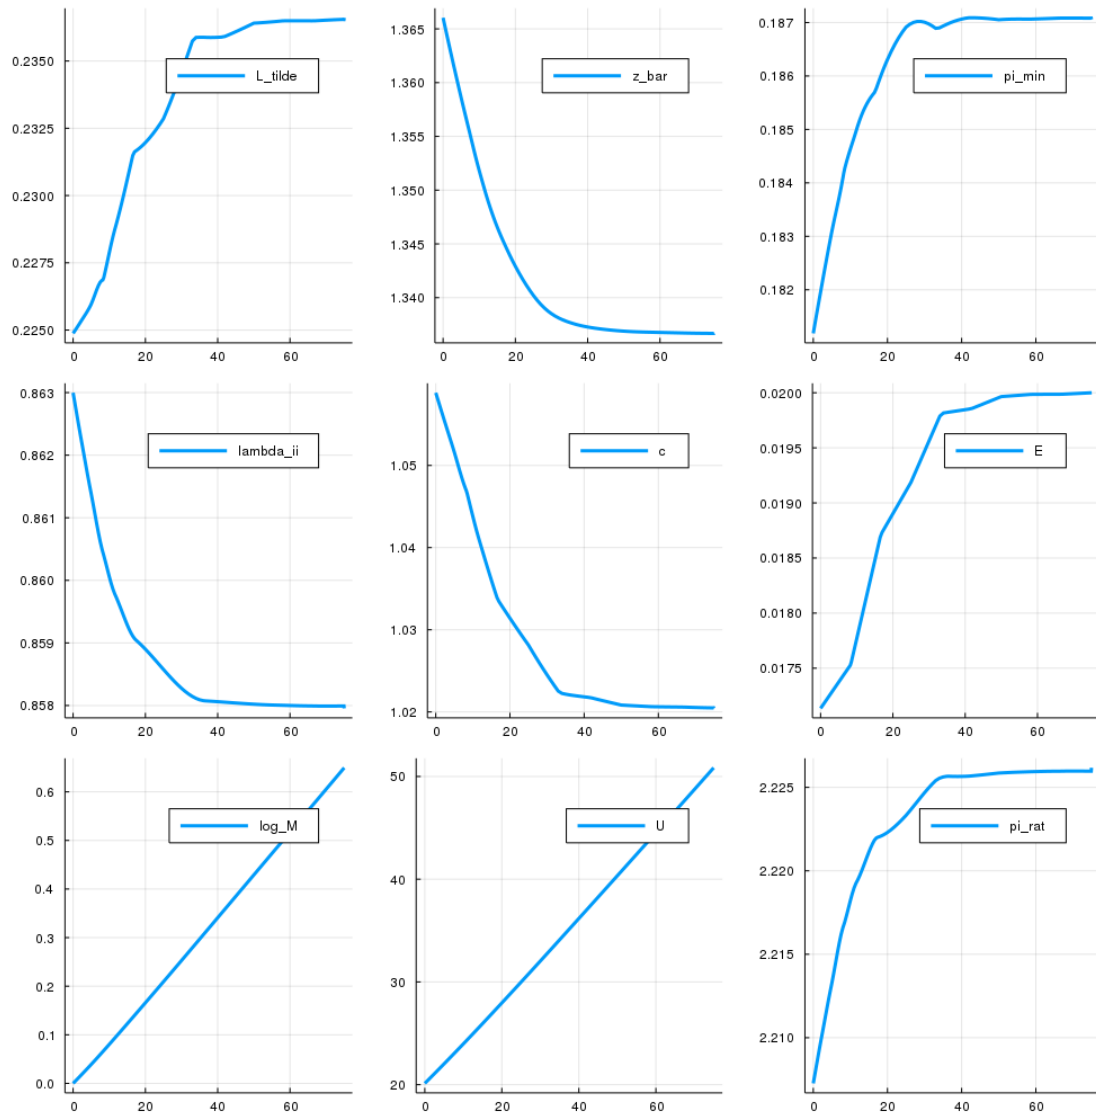 0.2350
0.2325
0.2300
0.2275
0.2250
L_tilde
0 20 40 60
1.365
1.360
1.355
1.350
1.345
1.340
z_bar
0 20 40 60
0.187
0.186
0.185
0.184
0.183
0.182
pi_min
0 20 40 60
0.863
0.862
0.861
0.860
0.859
0.858
lambda_ii
0 20 40 60
1.05
1.04
1.03
1.02
c
0 20 40 60
0.0200
0.0195
0.0190
0.0185
0.0180
0.0175
E
0 20 40 60
0.6
0.5
0.4
0.3
0.2
0.1
0.0
log_M
0 20 40 60
50
40
30
20
U
0 20 40 60
2.225
2.220
2.215
2.210
pi_rat
0 20 40 60